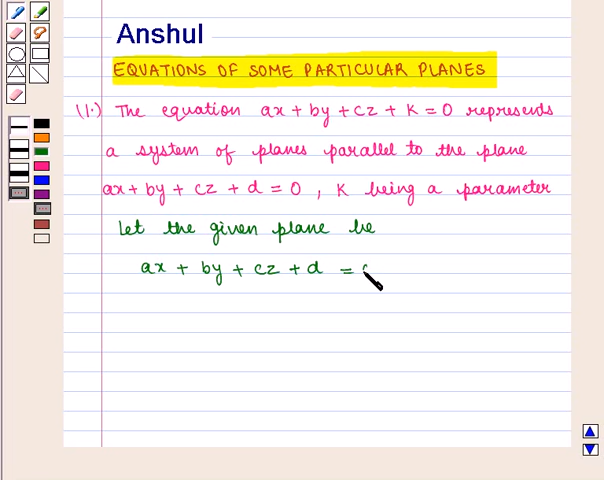 Anshul
EQUATIONS OF SOME PARTICULAR PLANES
(1.) The equation ax + by + cz + K = 0 represents
a system of planes parallel to the plane
ax + by + cz + d = 0 , K being a parameter
Let the given plane be
ax + by + cz + d =